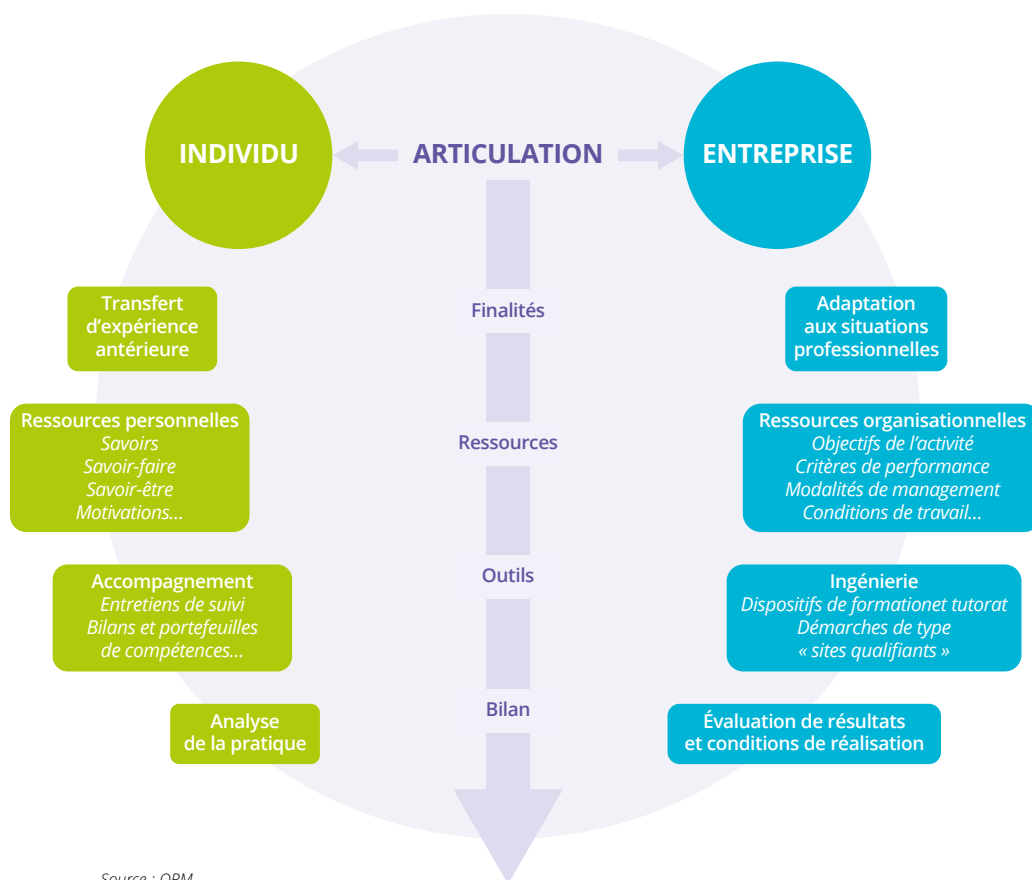 INDIVIDU
ARTICULATION
ENTREPRISE
Finalités
Transfert
d’expérience
antérieure
Adaptation
aux situations
professionnelles
Ressources
Ressources personnelles
Savoirs
Savoir-faire
Savoir-être
Motivations...
Ressources organisationnelles
Objectifs de l’activité
Critères de performance
Modalités de management
Conditions de travail...
Outils
Accompagnement
Entretiens de suivi
Bilans et portefeuilles
de compétences...
Ingénierie
Dispositifs de formationet tutorat
Démarches de type
« sites qualifiants »
Bilan
Analyse
de la pratique
Évaluation de résultats
et conditions de réalisation
Source : OPM